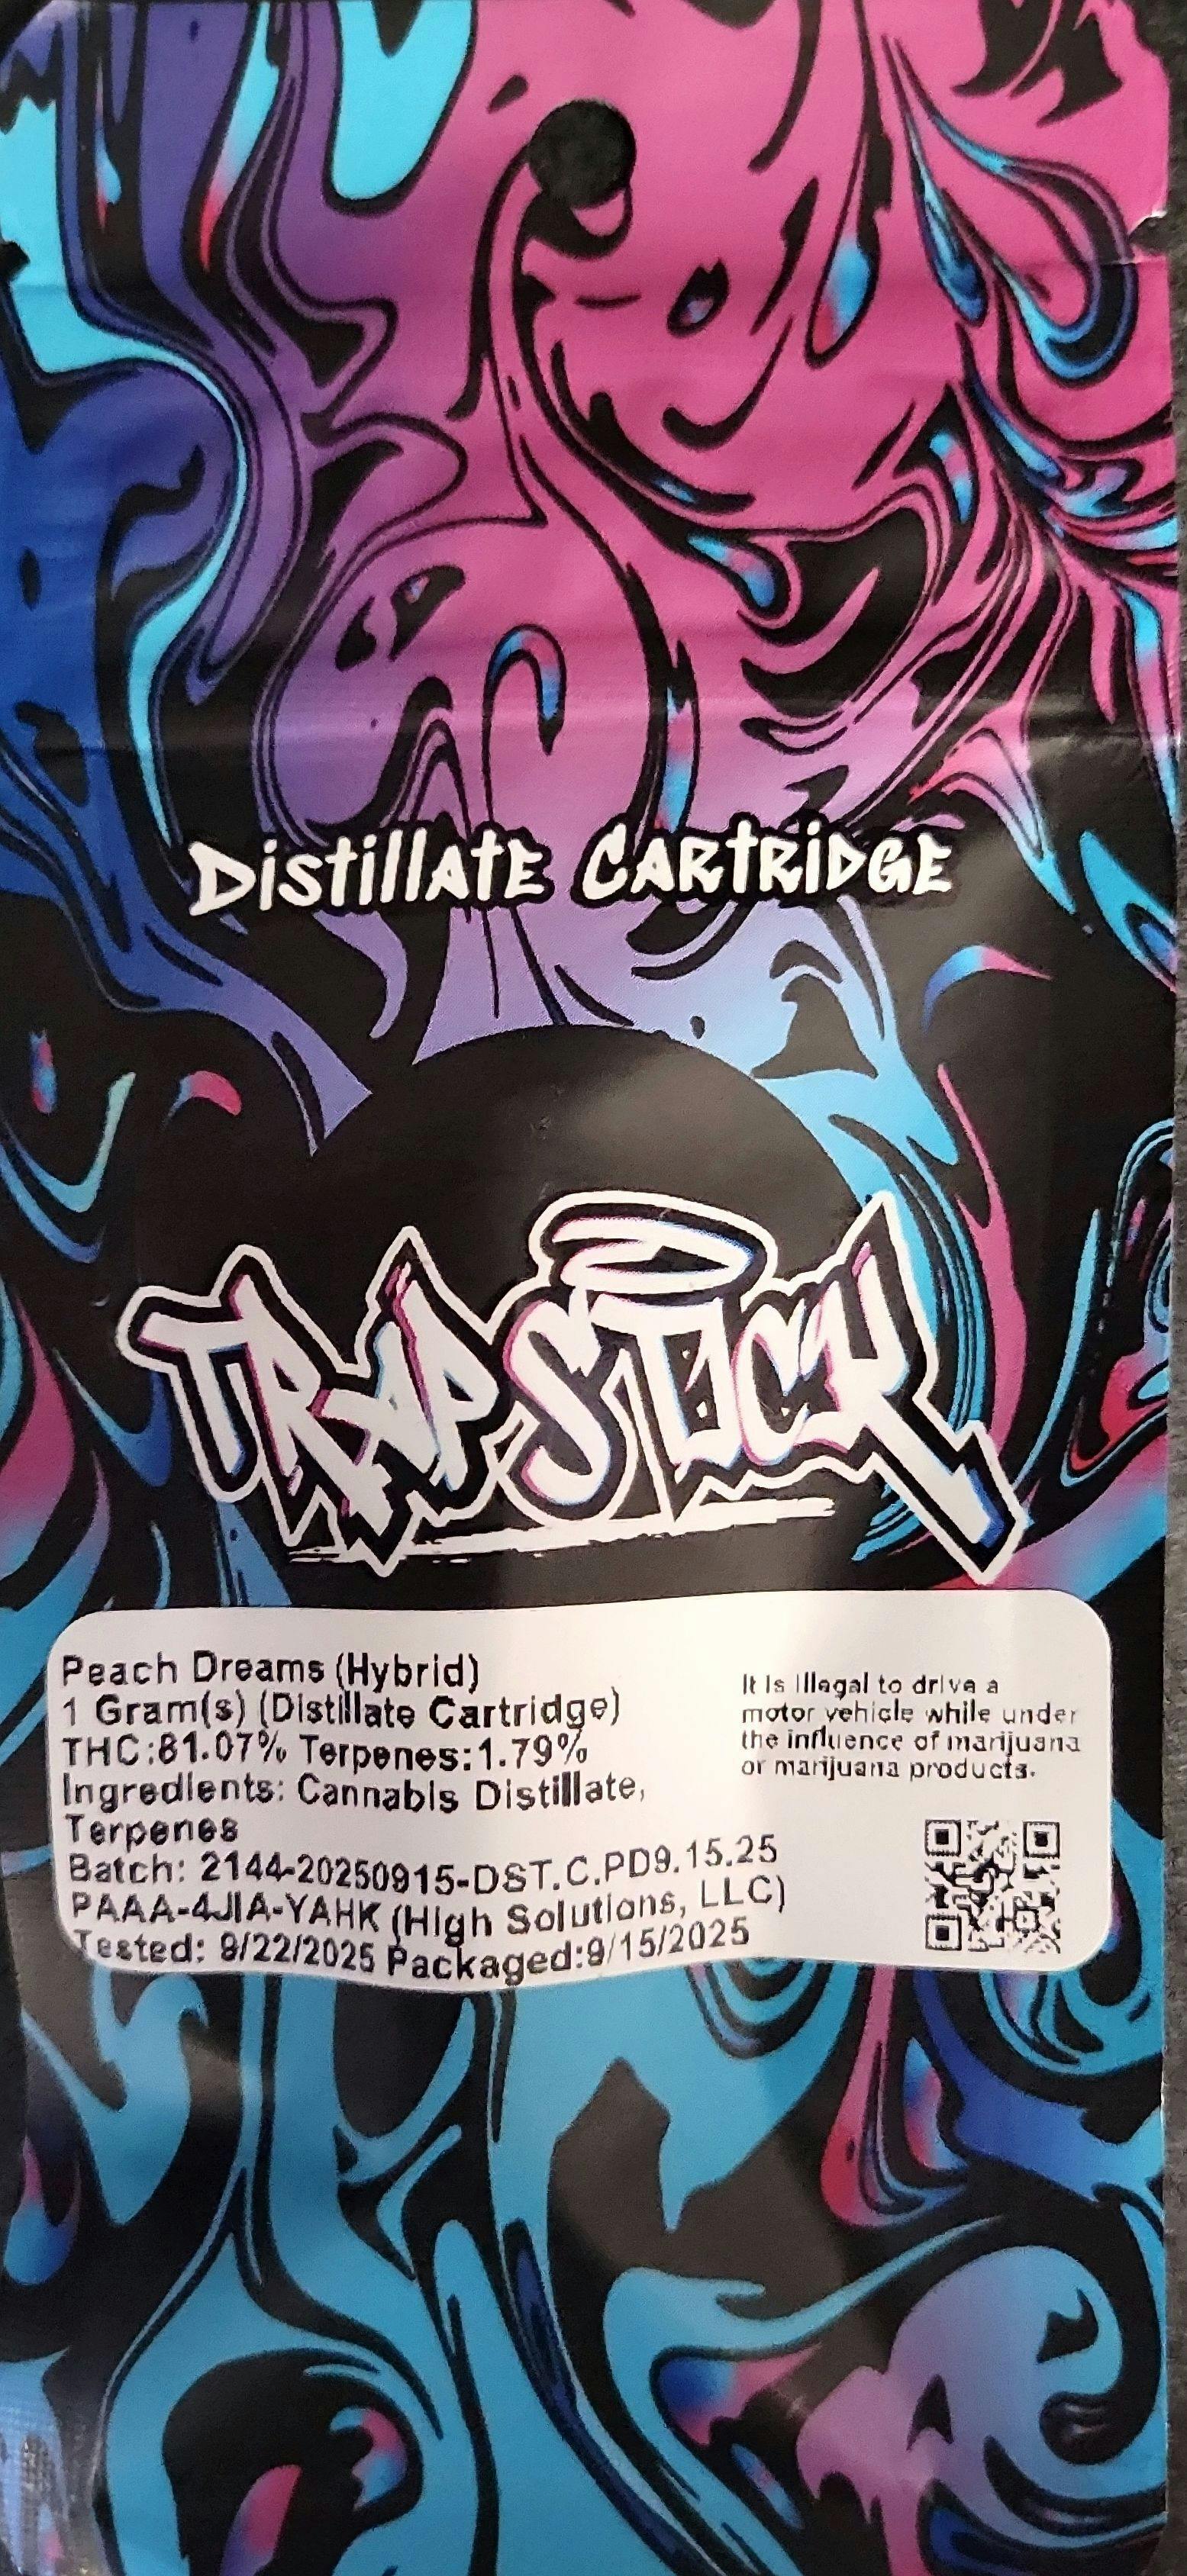 Distillate Cartridge
TRAP STICK
Peach Dreams (Hybrid)
1 Gram(s) (Distillate Cartridge)
THC:81.07% Terpenes:1.79%
Ingredients: Cannabis Distillate,
Terpenes
Batch: 2144-20250915-DST.C.PD9.15.25
PAAA-4JIA-YAHK (High Solutions, LLC)
Tested: 9/22/2025 Packaged:9/15/2025
It is illegal to drive a
motor vehicle while under
the influence of marijuana
or marijuana products.